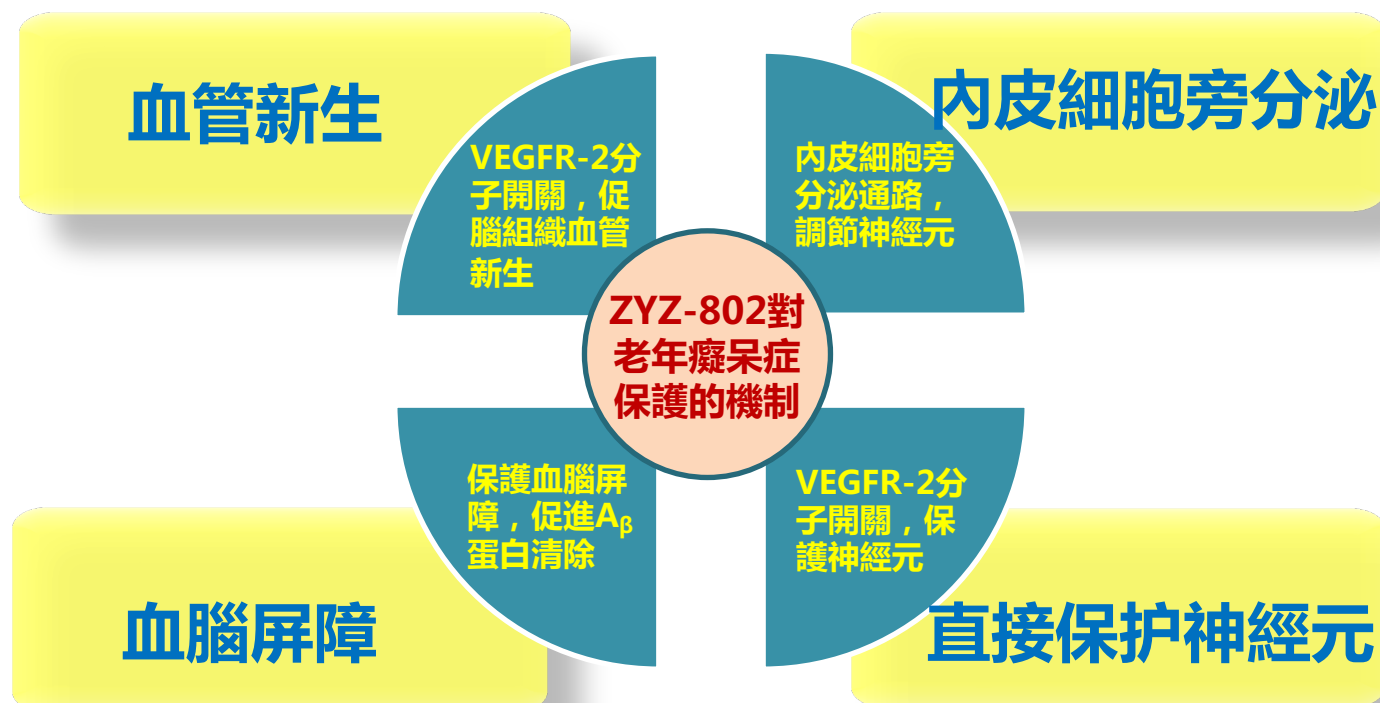 血管新生
VEGFR-2分
子開關，促
腦組織血管
新生
內皮細胞旁分泌
內皮細胞旁
分泌通路，
調節神經元
ZYZ-802對
老年癡呆症
保護的機制
保護血腦屏
障，促進Aβ
蛋白清除
血腦屏障
VEGFR-2分
子開關，保
護神經元
直接保护神經元